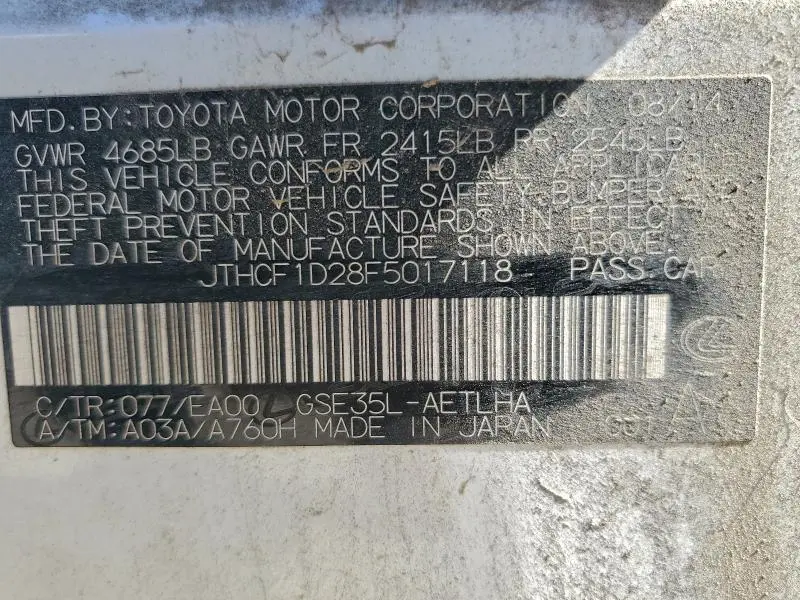 MFD. BY: TOYOTA MOTOR CORPORATION 08/14
GVWR 4685LB GAWR FR 2415LB RR 2545LB
THIS VEHICLE CONFORMS TO ALL APPLICABLE
FEDERAL MOTOR VEHICLE SAFETY, BUMPER, AND
THEFT PREVENTION STANDARDS IN EFFECT
THE DATE OF MANUFACTURE SHOWN ABOVE.
JTHCF1D28F5017118 PASS. CAR
C/TR: 077/EA00 GSE35L-AETLHA
A/TM: A03A/A760H MADE IN JAPAN